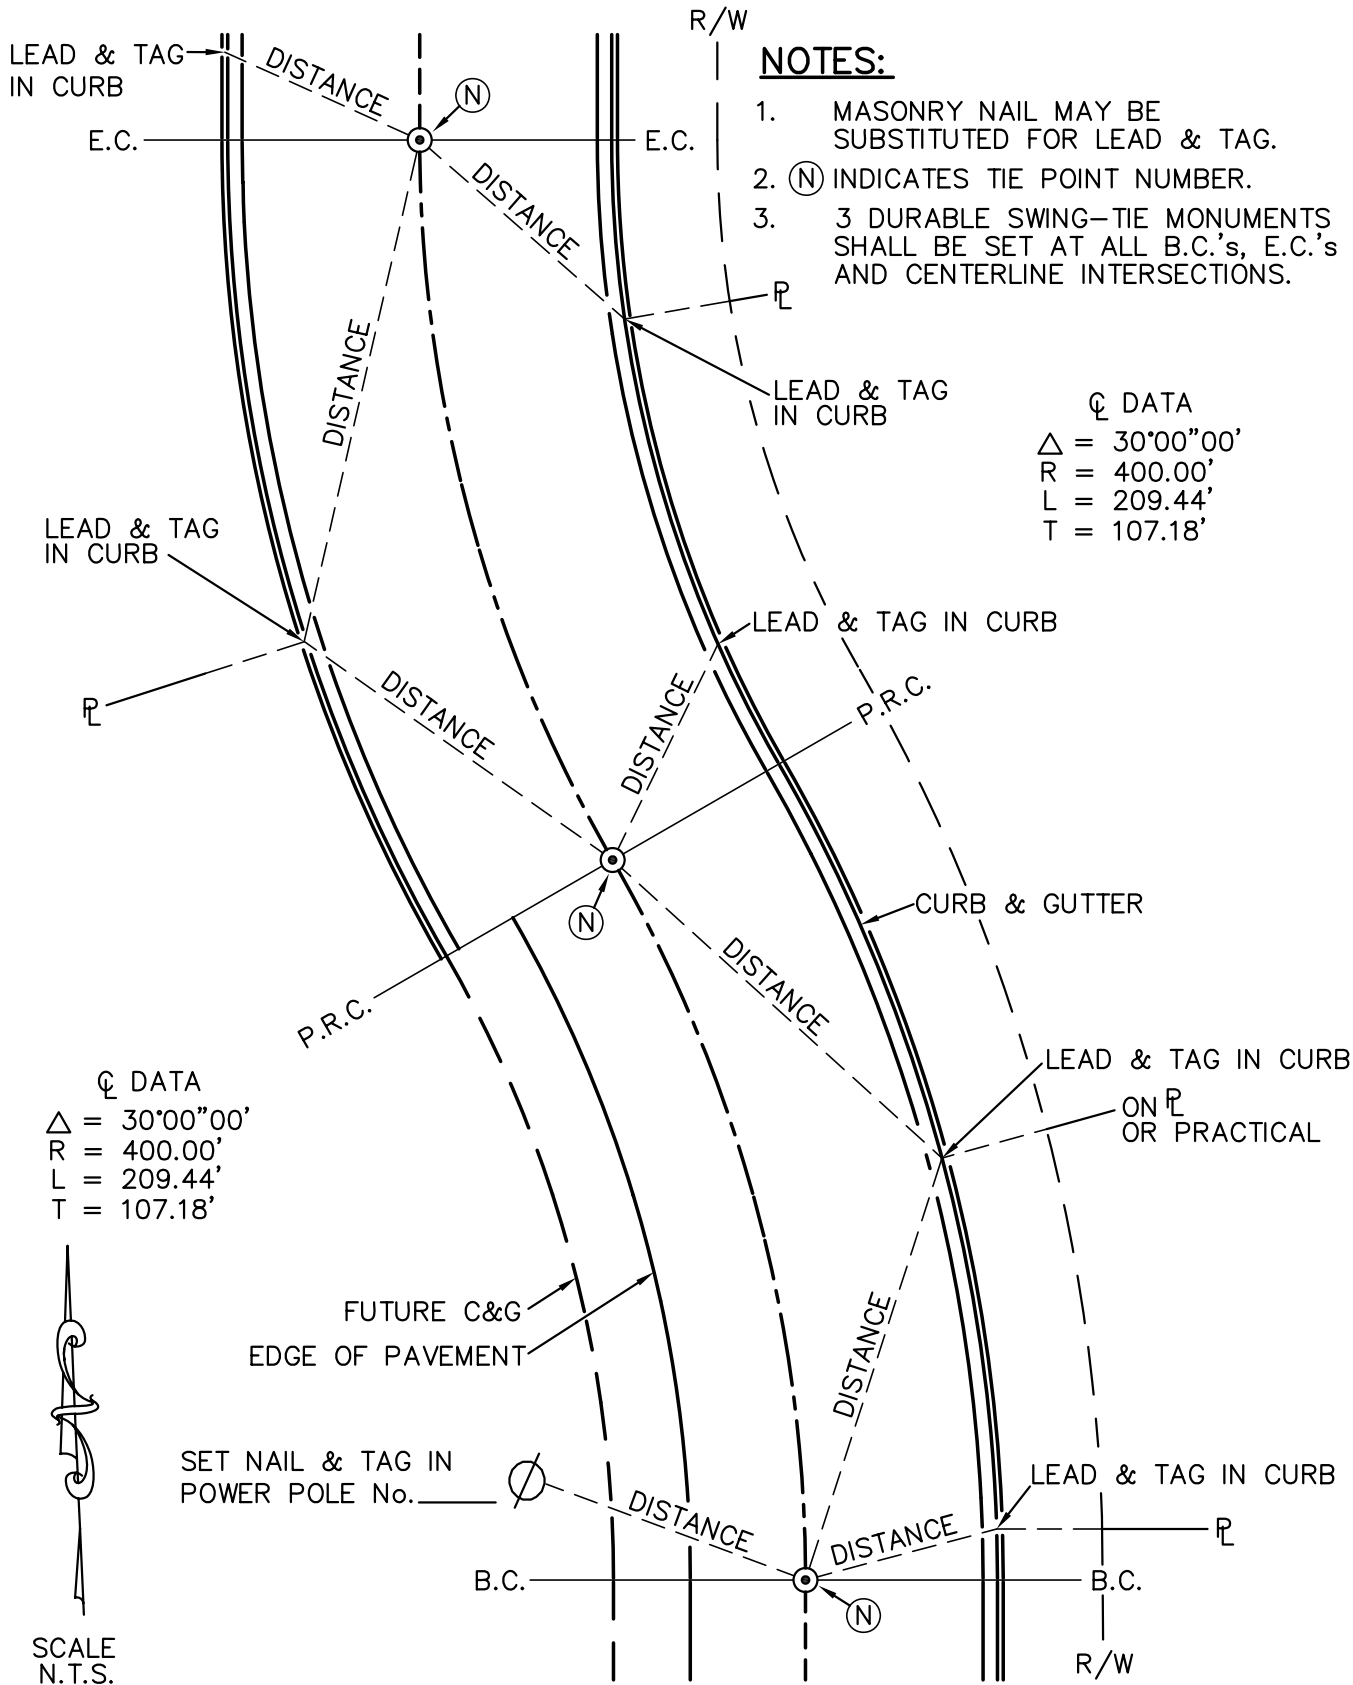 R/W
LEAD & TAG
IN CURB
DISTANCE
N
E.C.
E.C.
DISTANCE
NOTES:
1. MASONRY NAIL MAY BE
SUBSTITUTED FOR LEAD & TAG.
2. N INDICATES TIE POINT NUMBER.
3. 3 DURABLE SWING-TIE MONUMENTS
SHALL BE SET AT ALL B.C.'s, E.C.'s
AND CENTERLINE INTERSECTIONS.
PL
DISTANCE
LEAD & TAG
IN CURB
CL DATA
△ = 30°00"00'
R = 400.00'
L = 209.44'
T = 107.18'
LEAD & TAG
IN CURB
LEAD & TAG IN CURB
PL
DISTANCE
DISTANCE
P.R.C.
N
CURB & GUTTER
DISTANCE
P.R.C.
LEAD & TAG IN CURB
ON PL
OR PRACTICAL
CL DATA
△ = 30°00"00'
R = 400.00'
L = 209.44'
T = 107.18'
FUTURE C&G
EDGE OF PAVEMENT
DISTANCE
SET NAIL & TAG IN
POWER POLE No.______
DISTANCE
DISTANCE
LEAD & TAG IN CURB
PL
B.C.
B.C.
N
R/W
SCALE
N.T.S.